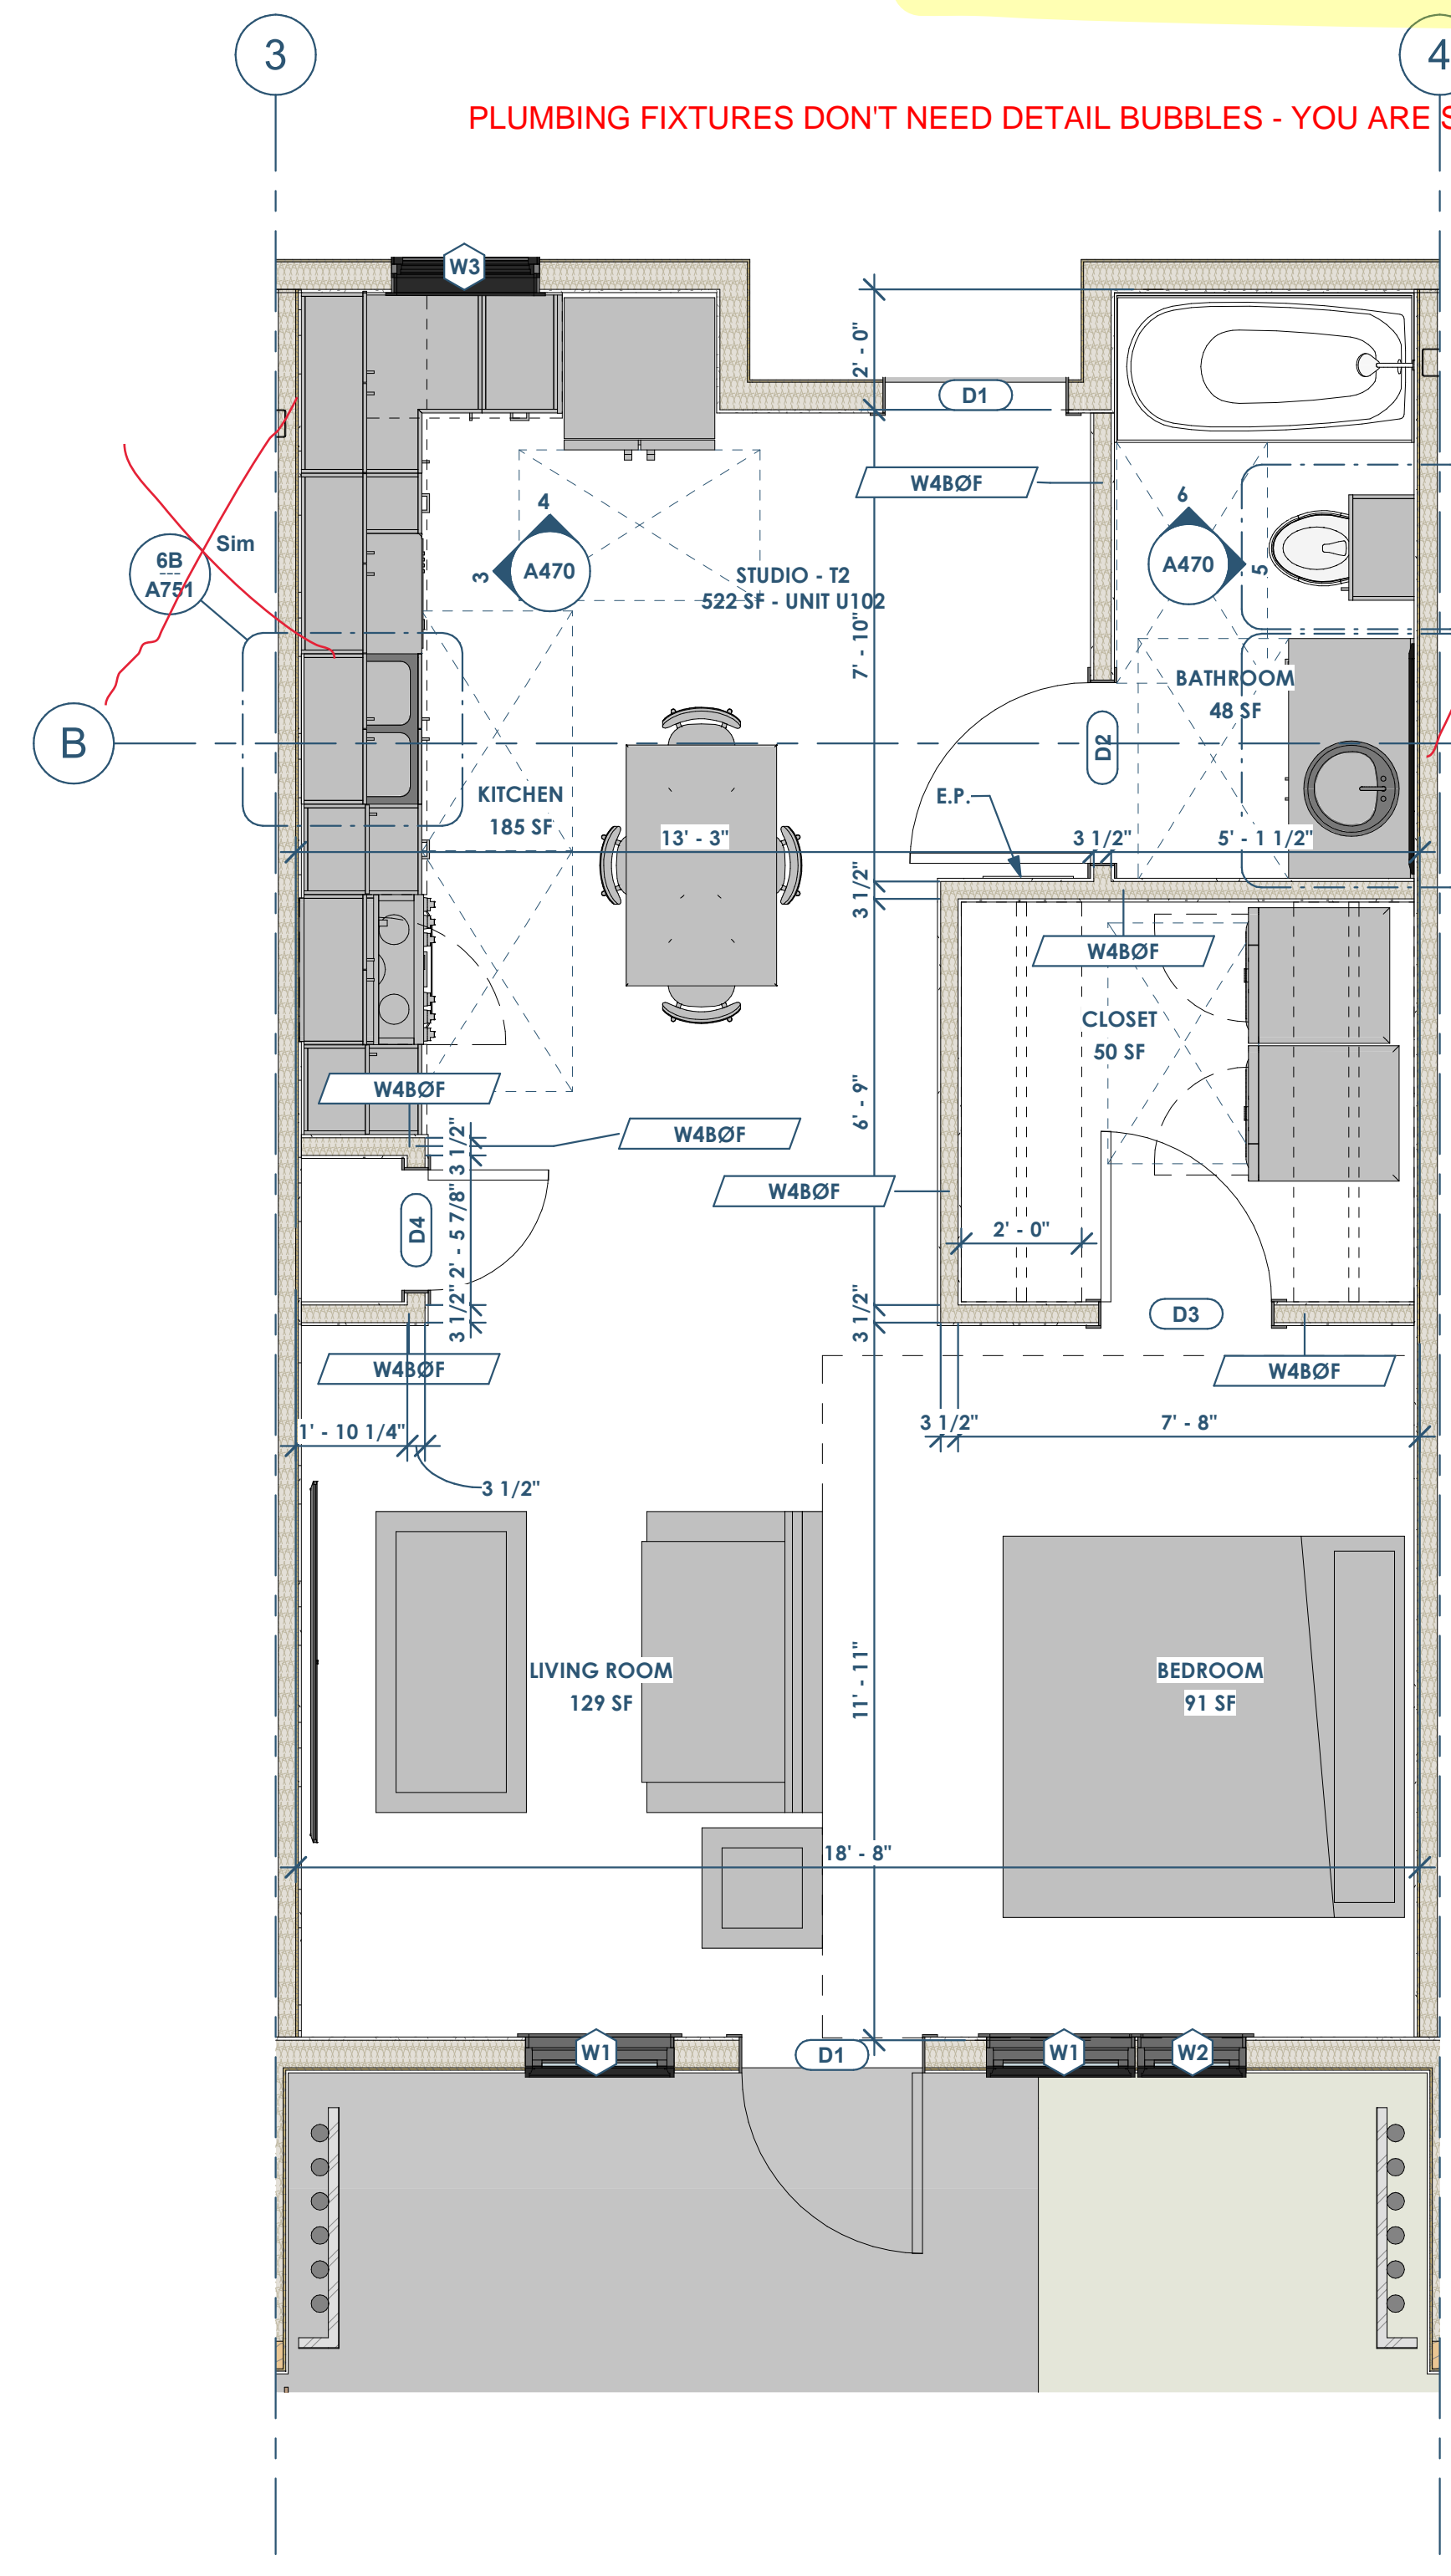 3
4
PLUMBING FIXTURES DON'T NEED DETAIL BUBBLES - YOU ARE
W3
2' - 0"
D1
W4BØF
4
3
A470
6
5
A470
6B
---
A751
Sim
STUDIO - T2
522 SF - UNIT U102
7' - 10"
BATHROOM
48 SF
B
D2
KITCHEN
185 SF
E.P.
13' - 3"
3 1/2"
5' - 1 1/2"
3 1/2"
W4BØF
CLOSET
50 SF
W4BØF
6' - 9"
W4BØF
3 1/2"
W4BØF
D4
2' - 5 7/8"
2' - 0"
3 1/2"
3 1/2"
D3
W4BØF
W4BØF
1' - 10 1/4"
3 1/2"
3 1/2"
7' - 8"
LIVING ROOM
129 SF
11' - 11"
BEDROOM
91 SF
18' - 8"
W1
D1
W1
W2